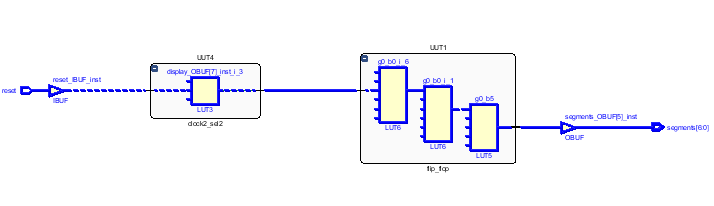 UUT4
UUT1
reset
reset_IBUF_inst
IBUF
display_OBUF[7]_inst_i_3
LUT3
clock2_sel2
g0_b0_i_6
LUT6
g0_b0_i_1
LUT6
g0_b5
LUT5
flip_flop
segments_OBUF[5]_inst
OBUF
segments[6:0]